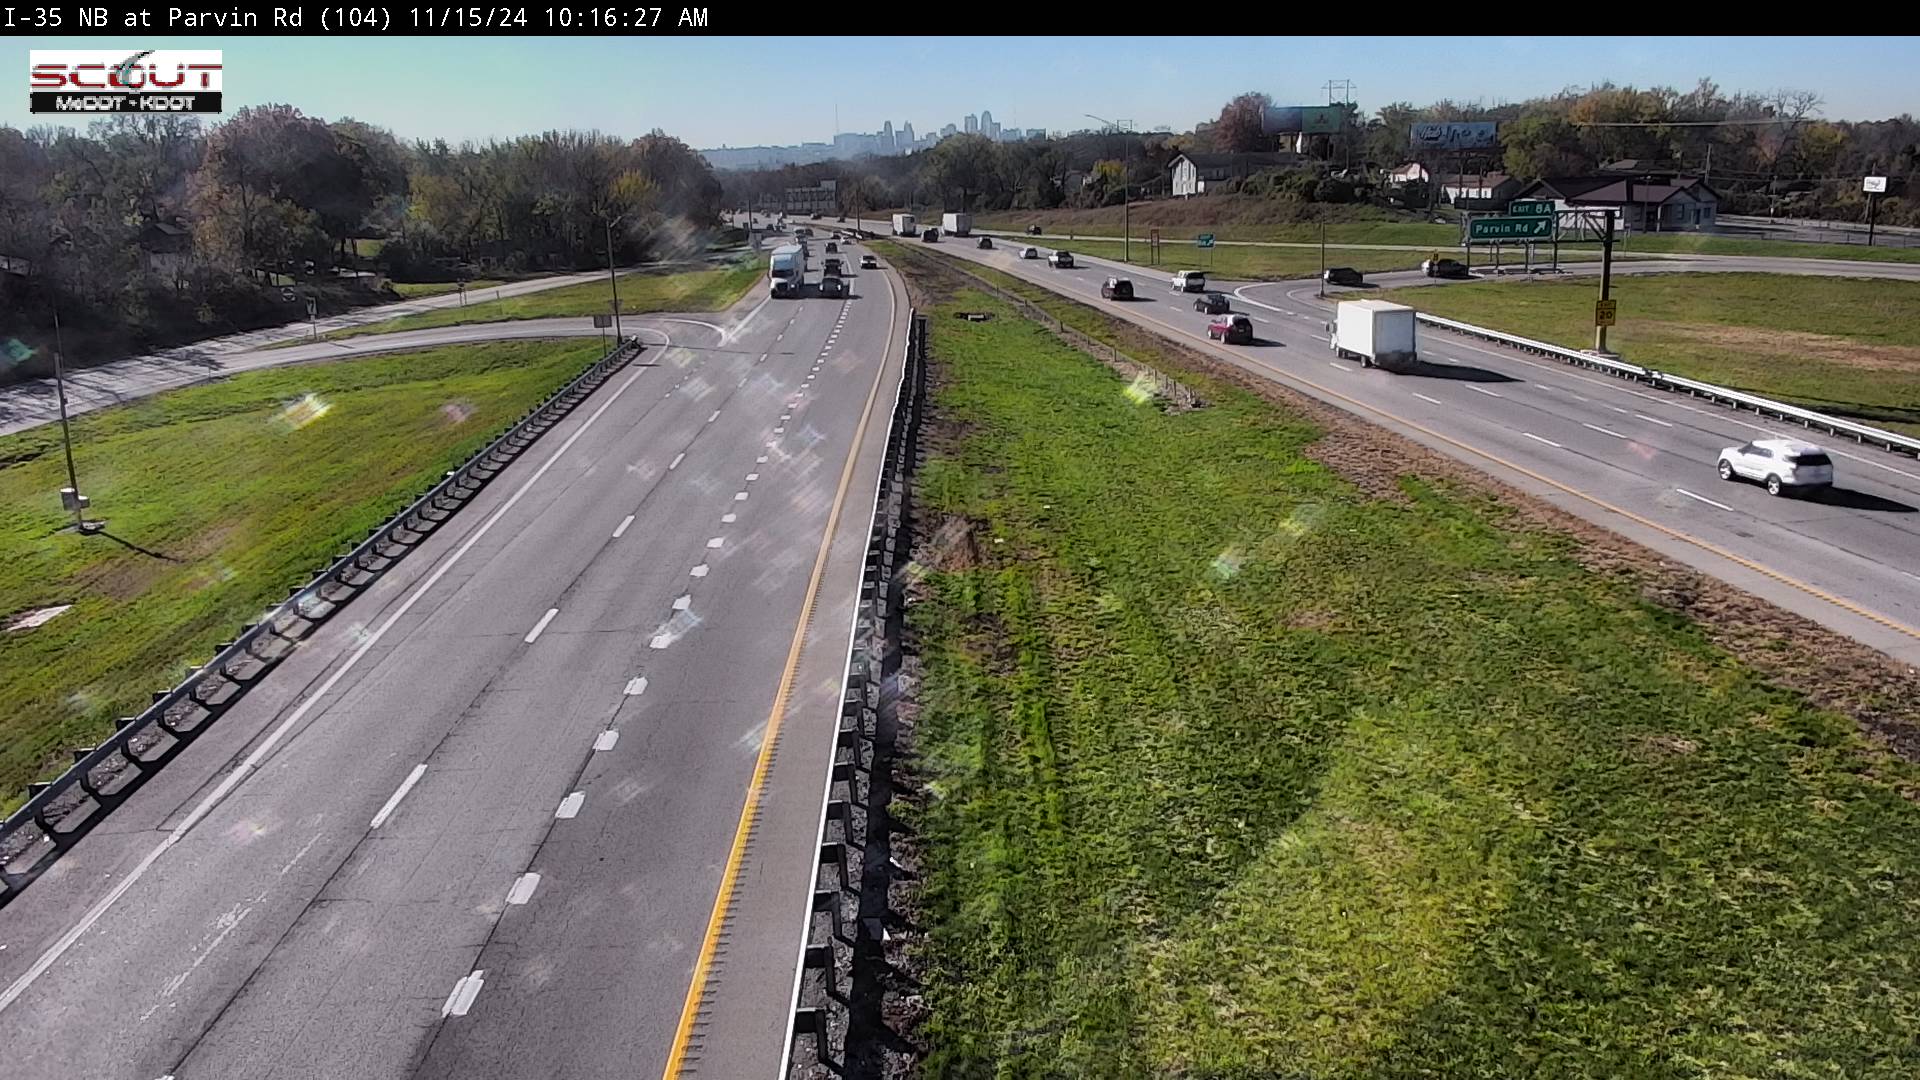 I-35 NB at Parvin Rd (104) 11/15/24 10:16:27 AM
SCOUT
MoDOT - KDOT
EXIT 8A
Parvin Rd
20